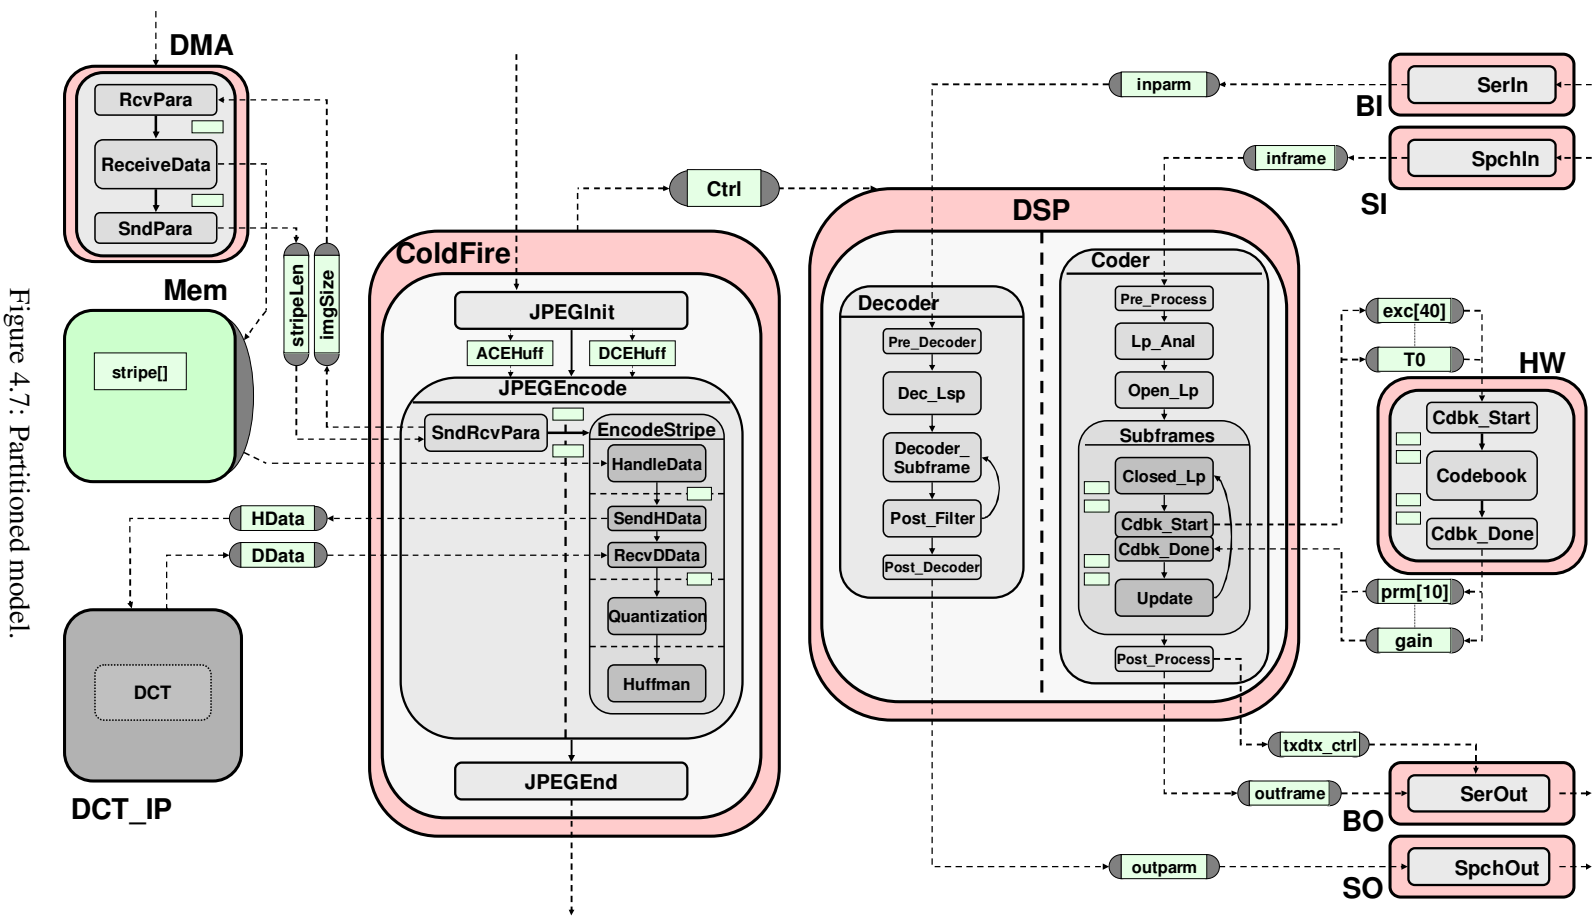 DMA
RcvPara
ReceiveData
SndPara
Mem
stripe[]
stripeLen
imgSize
HData
DData
DCT
DCT_IP
ColdFire
JPEGInit
ACEHuff
DCEHuff
JPEGEncode
SndRcvPara
EncodeStripe
HandleData
SendHData
RecvDData
Quantization
Huffman
JPEGEnd
Ctrl
DSP
Decoder
Pre_Decoder
Dec_Lsp
Decoder_
Subframe
Post_Filter
Post_Decoder
Coder
Pre_Process
Lp_Anal
Open_Lp
Subframes
Closed_Lp
Cdbk_Start
Cdbk_Done
Update
Post_Process
inparm
SerIn
BI
inframe
SpchIn
SI
exc[40]
T0
HW
Cdbk_Start
Codebook
Cdbk_Done
prm[10]
gain
txdtx_ctrl
outframe
SerOut
BO
outparm
SpchOut
SO
Figure 4.7: Partitioned model.